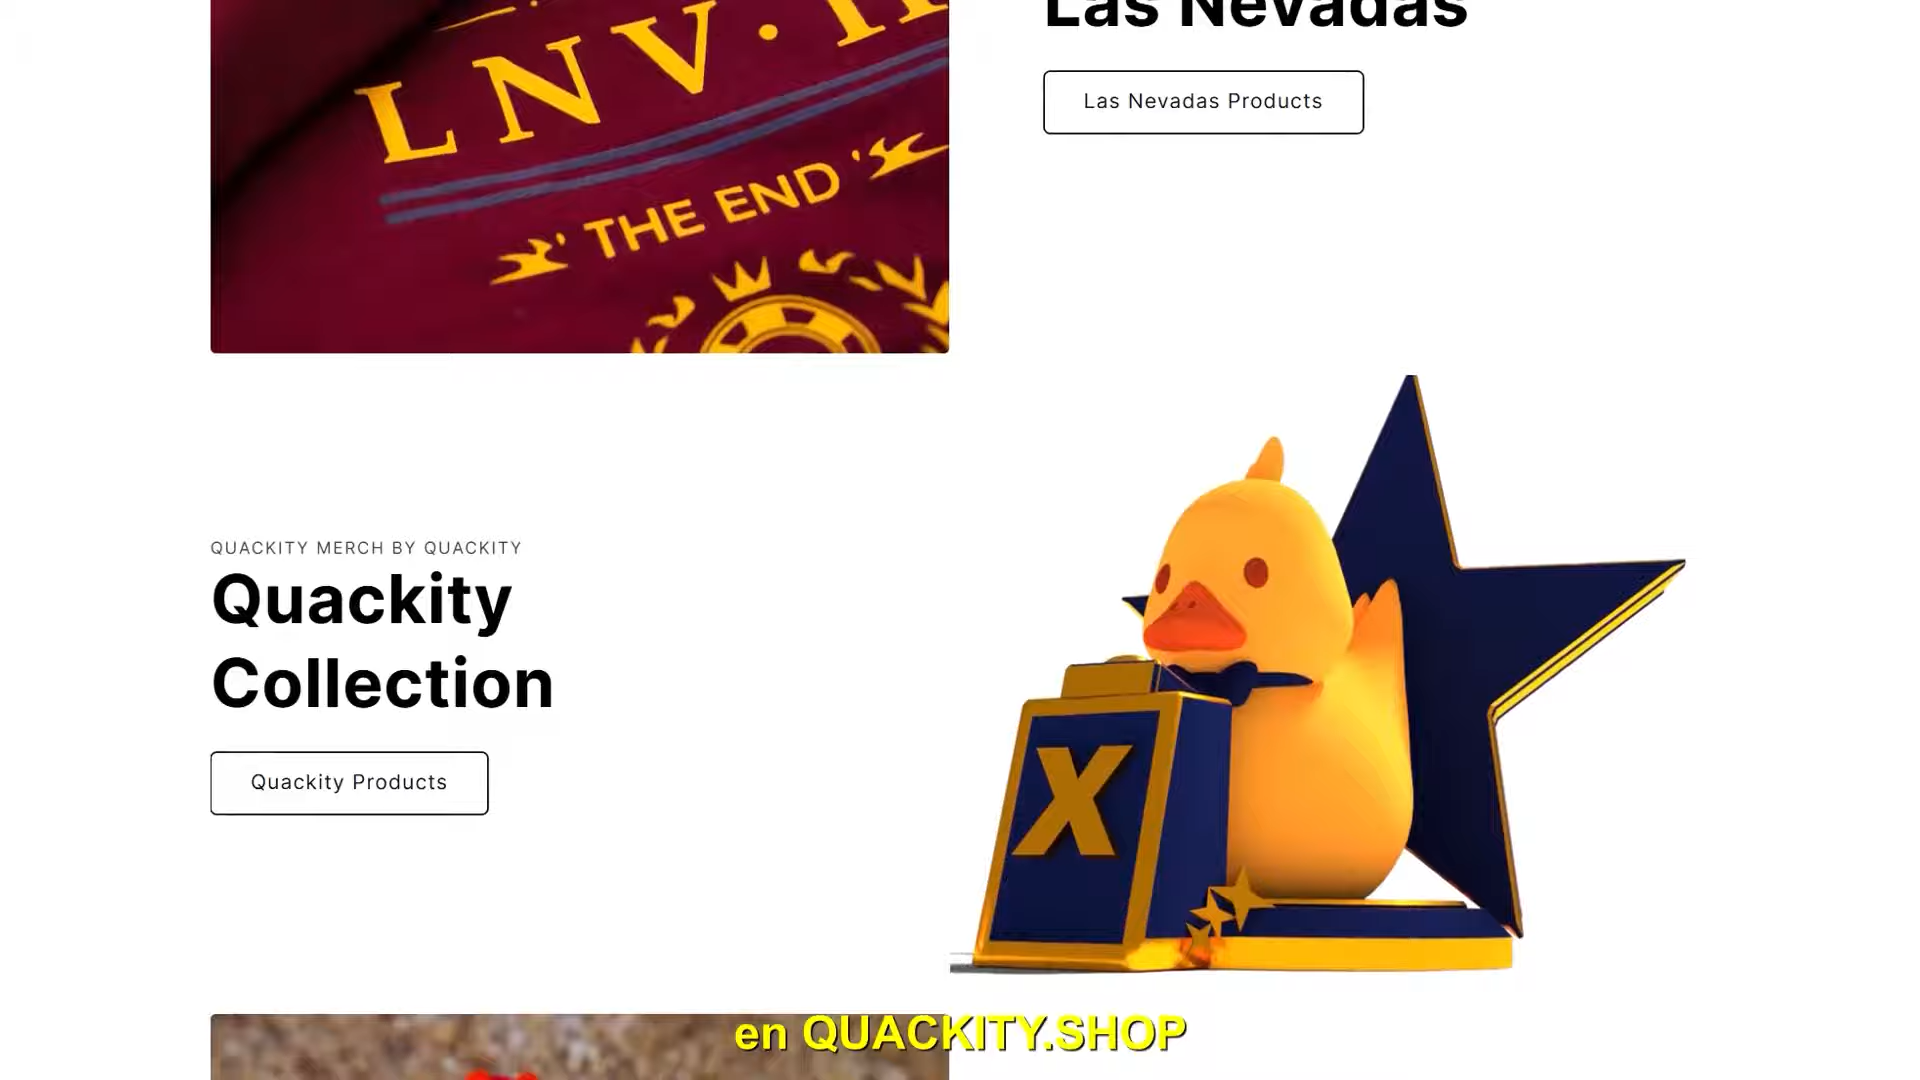 LNV.
THE END
Las Nevadas
Las Nevadas Products
QUACKITY MERCH BY QUACKITY
Quackity
Collection
Quackity Products
X
en QUACKITY.SHOP